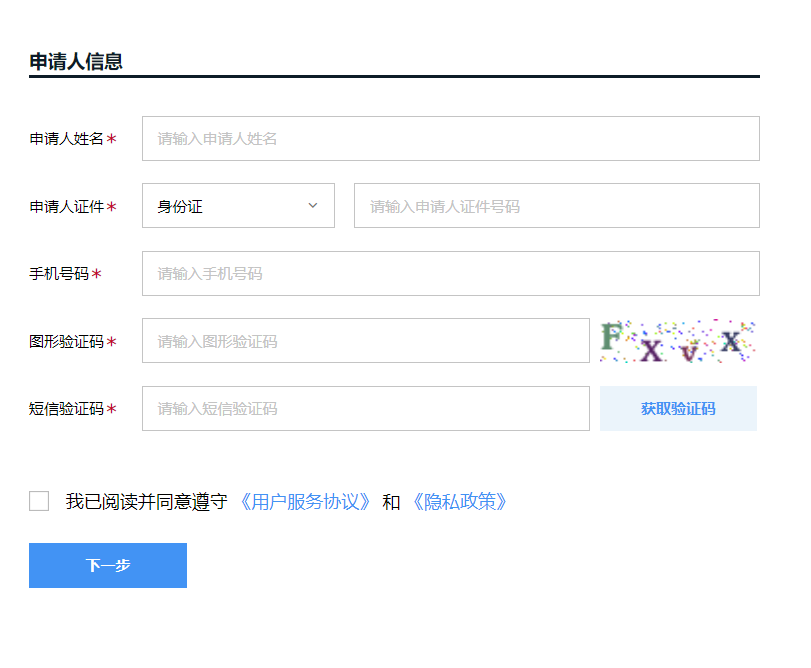 申请人信息
申请人姓名* 请输入申请人姓名
申请人证件* 身份证 请输入申请人证件号码
手机号码* 请输入手机号码
图形验证码* 请输入图形验证码 FXVX
短信验证码* 请输入短信验证码 获取验证码
我已阅读并同意遵守《用户服务协议》和《隐私政策》
下一步